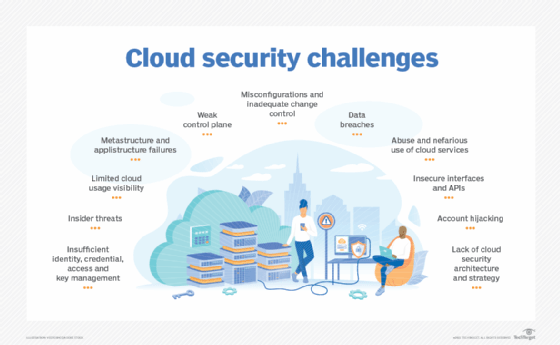 Cloud security challenges
Misconfigurations and
inadequate change
control
Weak
control plane
Data
breaches
Metastructure and
applistructure failures
Abuse and nefarious
use of cloud services
Limited cloud
usage visibility
Insecure interfaces
and APIs
Insider threats
Account hijacking
Insufficient
identity, credential,
access and
key management
Lack of cloud
security
architecture
and strategy
TechTarget